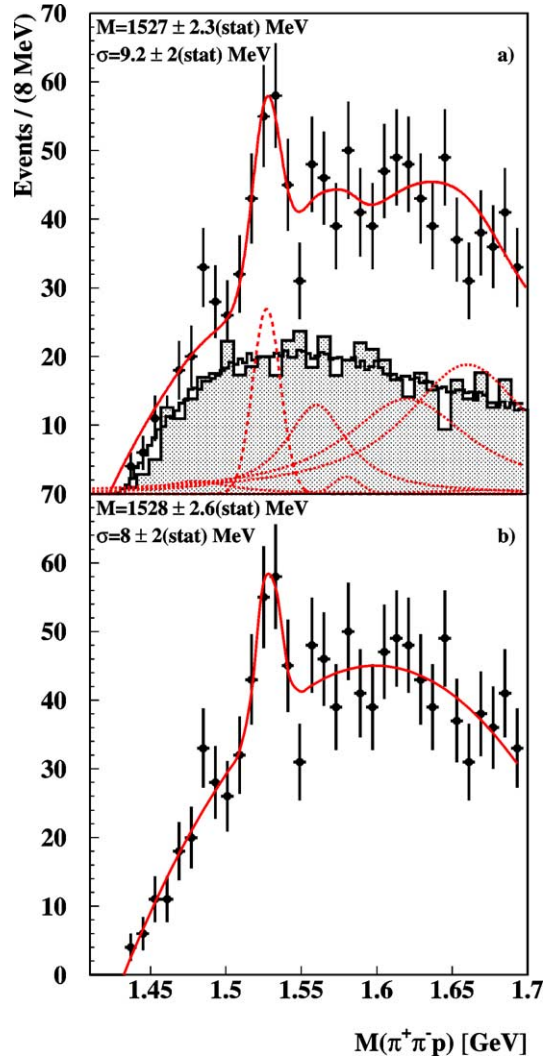 70
M=1527 ± 2.3(stat) MeV
σ=9.2 ± 2(stat) MeV
a)
60
50
40
30
20
10
Events / (8 MeV)
70
M=1528 ± 2.6(stat) MeV
σ=8 ± 2(stat) MeV
b)
60
50
40
30
20
10
0
1.45 1.5 1.55 1.6 1.65 1.7
M(π⁺π⁻p) [GeV]